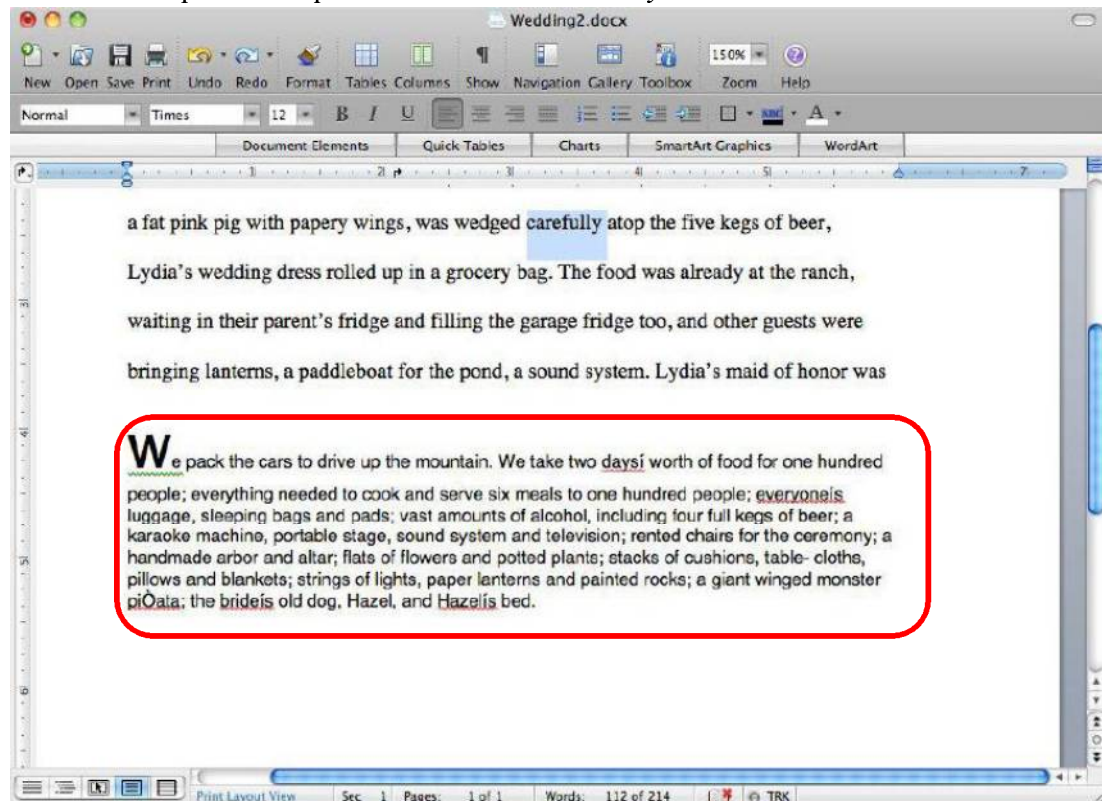 Wedding2.docx
New Open Save Print Undo Redo Format Tables Columns Show Navigation Gallery Toolbox Zoom Help
150%
Normal Times 12 B I U A
Document Elements Quick Tables Charts SmartArt Graphics WordArt
a fat pink pig with papery wings, was wedged carefully atop the five kegs of beer,
Lydia's wedding dress rolled up in a grocery bag. The food was already at the ranch,
waiting in their parent's fridge and filling the garage fridge too, and other guests were
bringing lanterns, a paddleboat for the pond, a sound system. Lydia's maid of honor was
We pack the cars to drive up the mountain. We take two daysí worth of food for one hundred
people; everything needed to cook and serve six meals to one hundred people; everyoneís
luggage, sleeping bags and pads; vast amounts of alcohol, including four full kegs of beer; a
karaoke machine, portable stage, sound system and television; rented chairs for the ceremony; a
handmade arbor and altar; flats of flowers and potted plants; stacks of cushions, table- cloths,
pillows and blankets; strings of lights, paper lanterns and painted rocks; a giant winged monster
piÒata; the brideís old dog, Hazel, and Hazelís bed.
Print Layout View Sec 1 Pages: 1 of 1 Words: 112 of 214 TRK